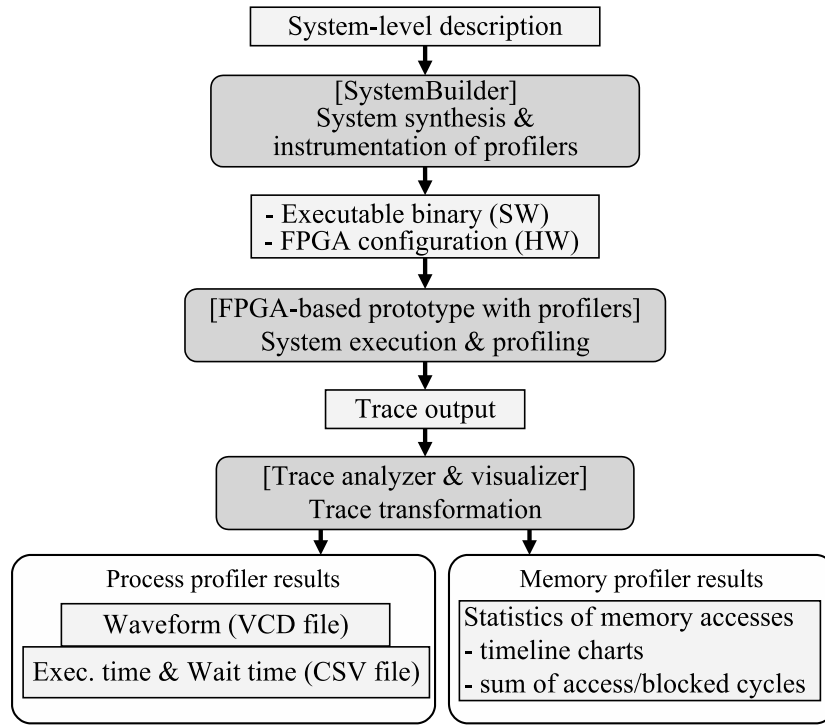 System-level description
[SystemBuilder]
System synthesis &
instrumentation of profilers
- Executable binary (SW)
- FPGA configuration (HW)
[FPGA-based prototype with profilers]
System execution & profiling
Trace output
[Trace analyzer & visualizer]
Trace transformation
Process profiler results
Waveform (VCD file)
Exec. time & Wait time (CSV file)
Memory profiler results
Statistics of memory accesses
- timeline charts
- sum of access/blocked cycles